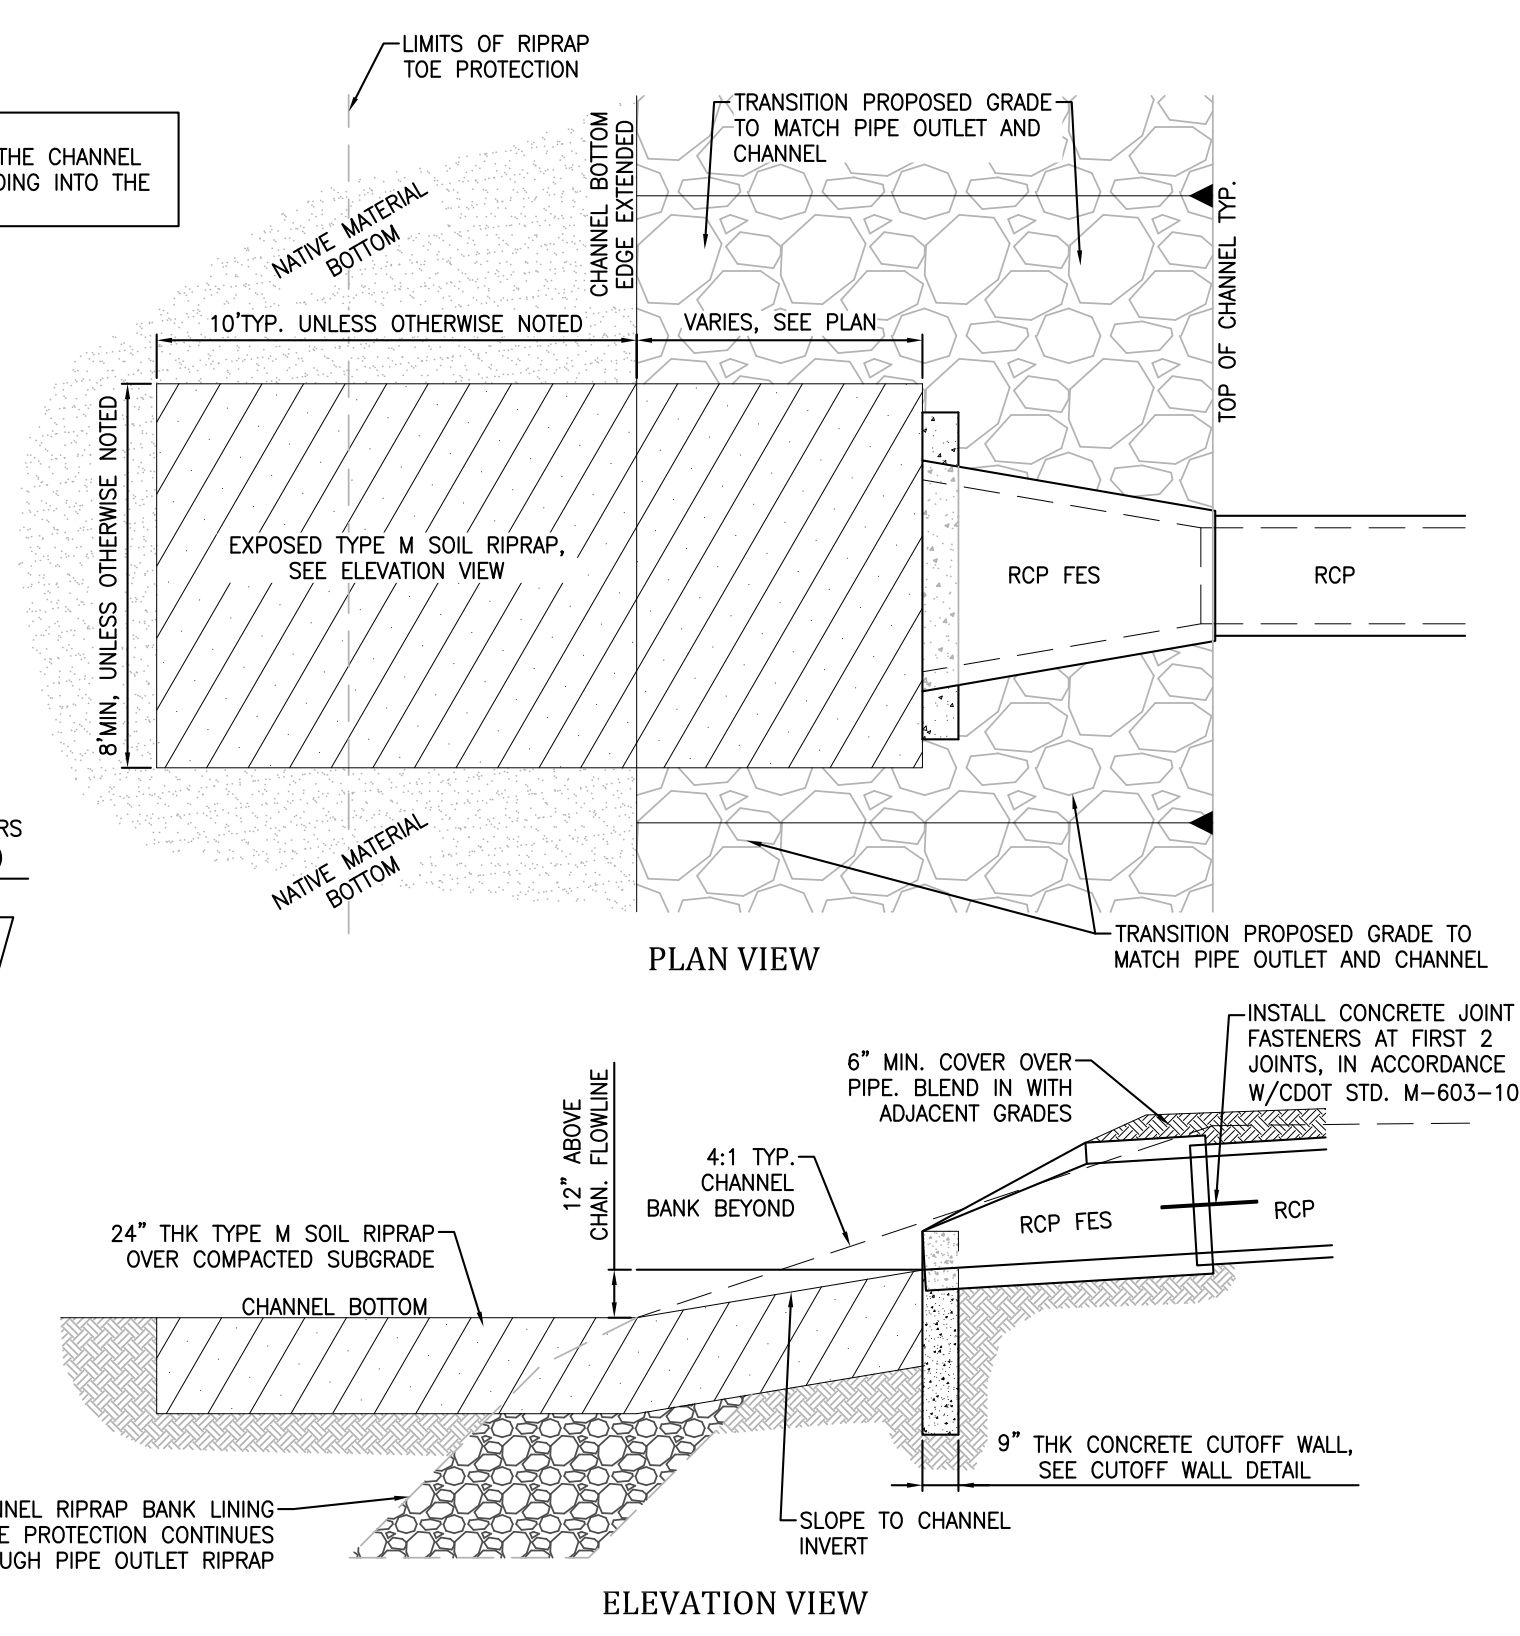 LIMITS OF RIPRAP
TOE PROTECTION
THE CHANNEL
DING INTO THE
TRANSITION PROPOSED GRADE
TO MATCH PIPE OUTLET AND
CHANNEL
CHANNEL BOTTOM
EDGE EXTENDED
TOP OF CHANNEL TYP.
NATIVE MATERIAL
BOTTOM
10'TYP. UNLESS OTHERWISE NOTED
VARIES, SEE PLAN
8'MIN, UNLESS OTHERWISE NOTED
EXPOSED TYPE M SOIL RIPRAP,
SEE ELEVATION VIEW
RCP FES
RCP
RS
)
NATIVE MATERIAL
BOTTOM
TRANSITION PROPOSED GRADE TO
MATCH PIPE OUTLET AND CHANNEL
PLAN VIEW
INSTALL CONCRETE JOINT
FASTENERS AT FIRST 2
JOINTS, IN ACCORDANCE
W/CDOT STD. M-603-10
6" MIN. COVER OVER
PIPE. BLEND IN WITH
ADJACENT GRADES
12" ABOVE
CHAN. FLOWLINE
4:1 TYP.
CHANNEL
BANK BEYOND
24" THK TYPE M SOIL RIPRAP
OVER COMPACTED SUBGRADE
RCP FES
RCP
CHANNEL BOTTOM
9" THK CONCRETE CUTOFF WALL,
SEE CUTOFF WALL DETAIL
NNEL RIPRAP BANK LINING
E PROTECTION CONTINUES
UGH PIPE OUTLET RIPRAP
SLOPE TO CHANNEL
INVERT
ELEVATION VIEW